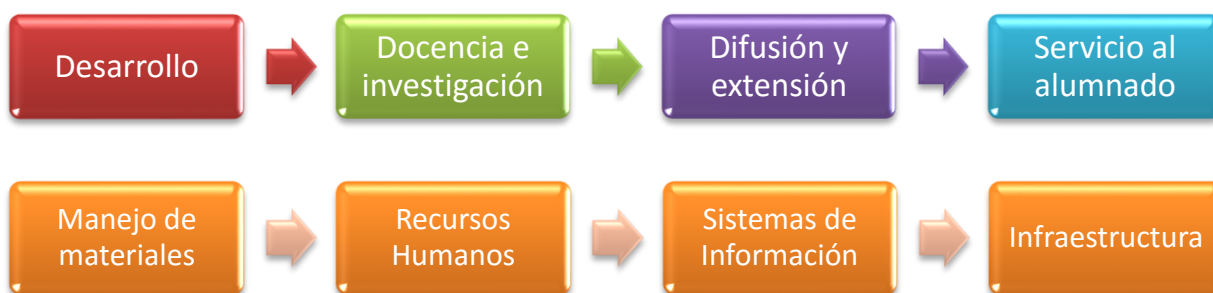 Desarrollo
Docencia e
investigación
Difusión y
extensión
Servicio al
alumnado
Manejo de
materiales
Recursos
Humanos
Sistemas de
Información
Infraestructura